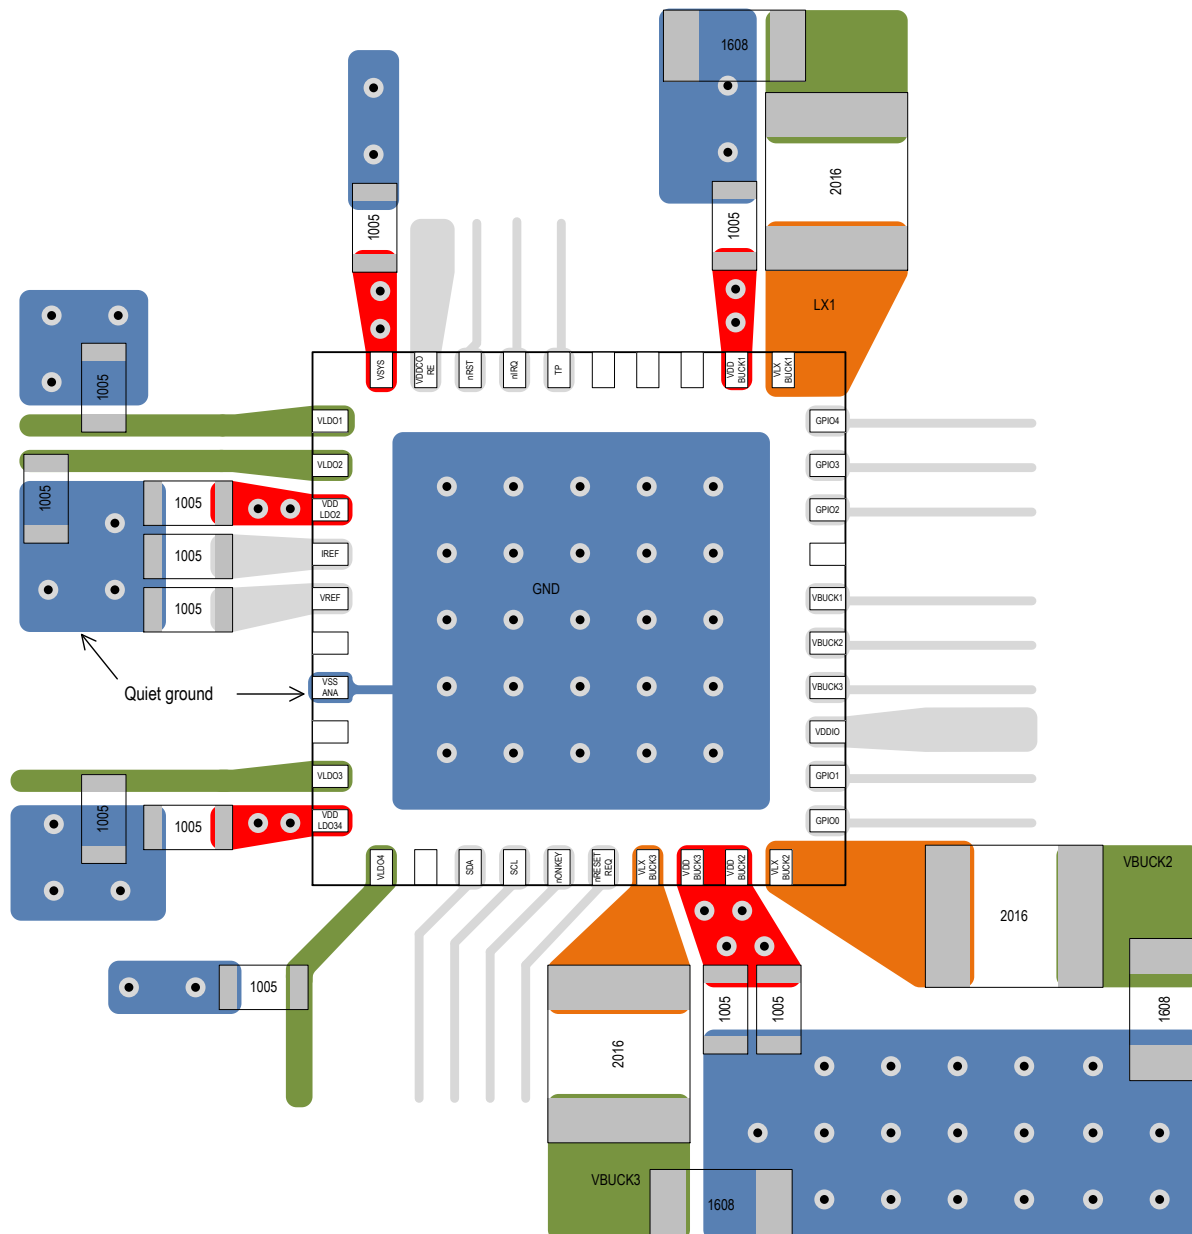 1608
2016
1005
1005
LX1
VSYS
VDDCO
RE
nRST
nIRQ
TP
VDD
BUCK1
VLX
BUCK1
1005
VLDO1
GPIO4
VLDO2
GPIO3
1005
1005
VDD
LDO2
GPIO2
1005
IREF
GND
1005
VREF
VBUCK1
VBUCK2
Quiet ground
VSS
ANA
VBUCK3
VDDIO
VLDO3
GPIO1
1005
1005
VDD
LDO34
GPIO0
VLDO4
SDA
SCL
nONKEY
nRESET
REQ
VLX
BUCK3
VDD
BUCK3
VDD
BUCK2
VLX
BUCK2
VBUCK2
2016
1005
1005
1005
1608
2016
VBUCK3
1608